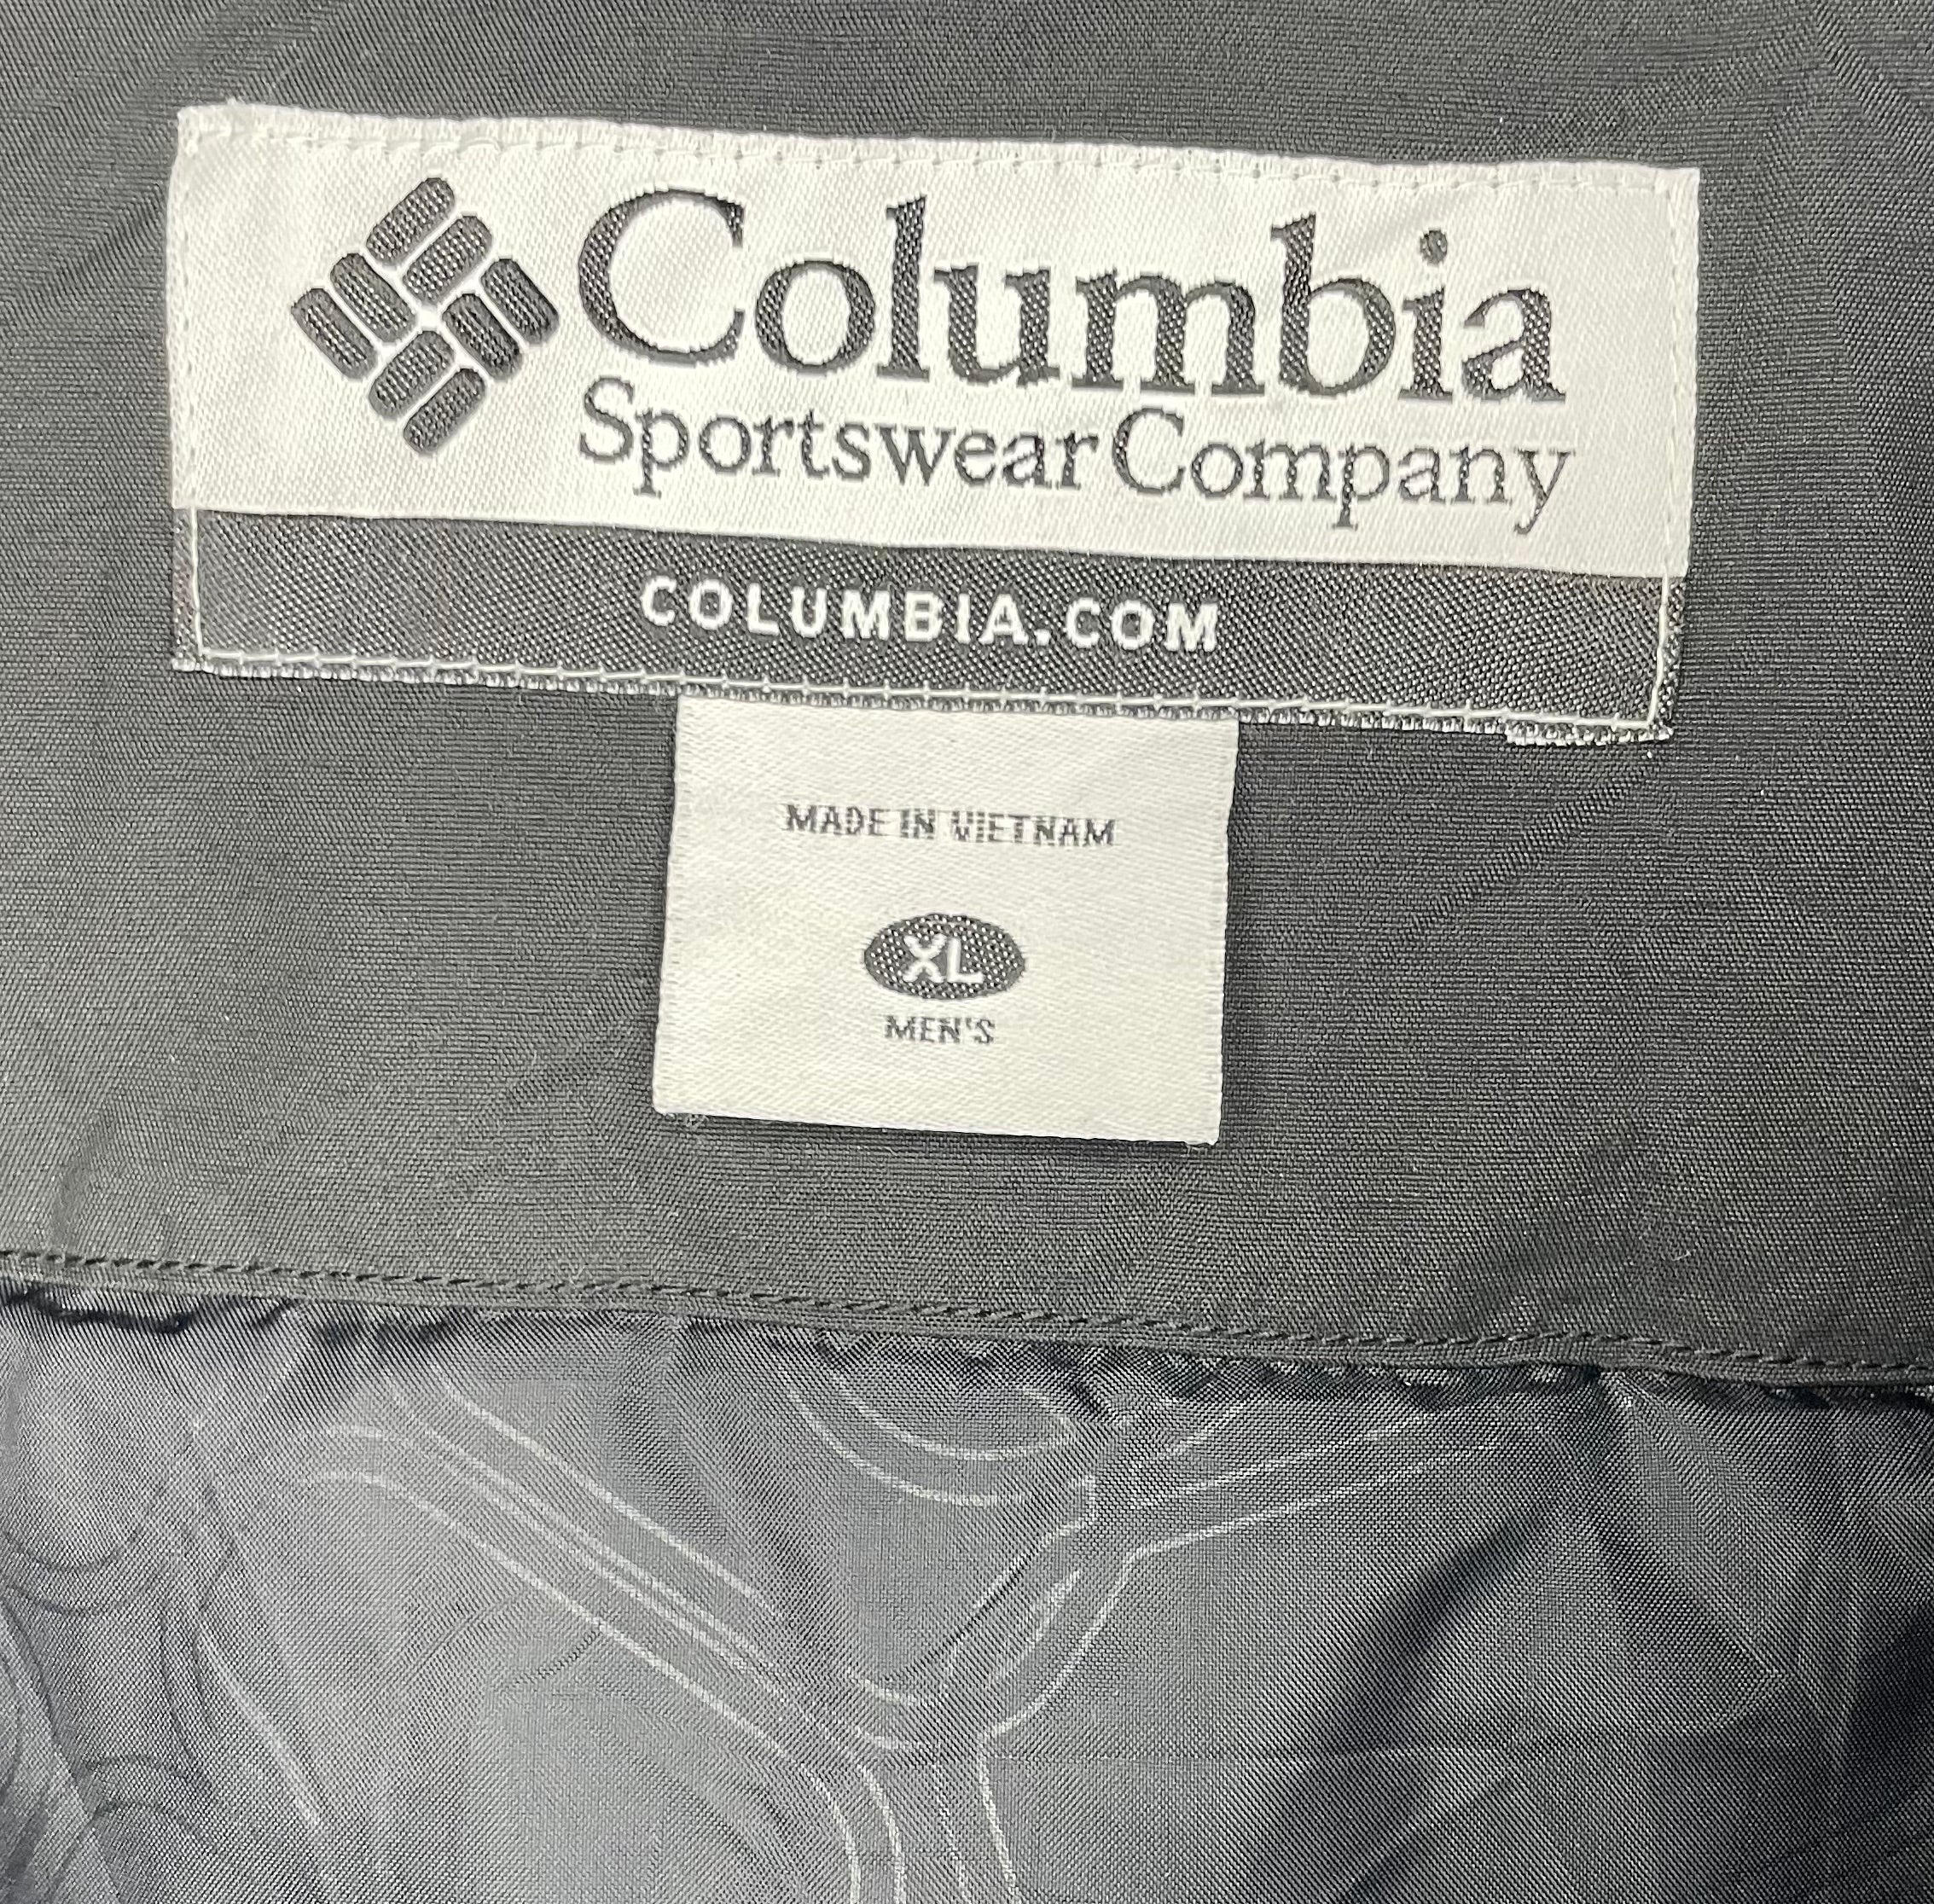 Columbia
Sportswear Company
COLUMBIA.COM
MADE IN VIETNAM
XL
MEN'S